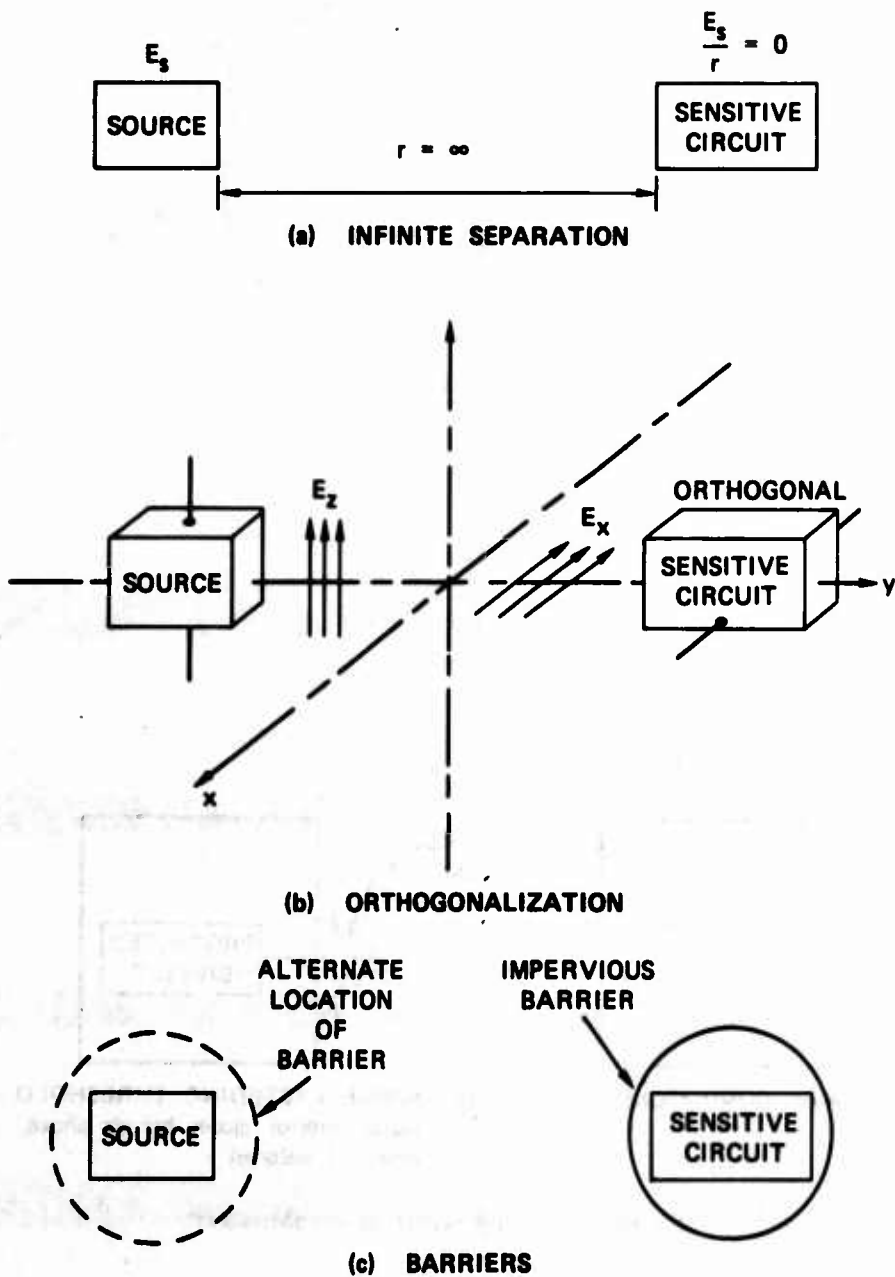 E_s
E_s
r = 0
SOURCE
SENSITIVE
CIRCUIT
r = ∞
(a) INFINITE SEPARATION
E_z
E_x
ORTHOGONAL
SOURCE
SENSITIVE
CIRCUIT
y
x
(b) ORTHOGONALIZATION
ALTERNATE
LOCATION
OF
BARRIER
IMPERVIOUS
BARRIER
SOURCE
SENSITIVE
CIRCUIT
(c) BARRIERS